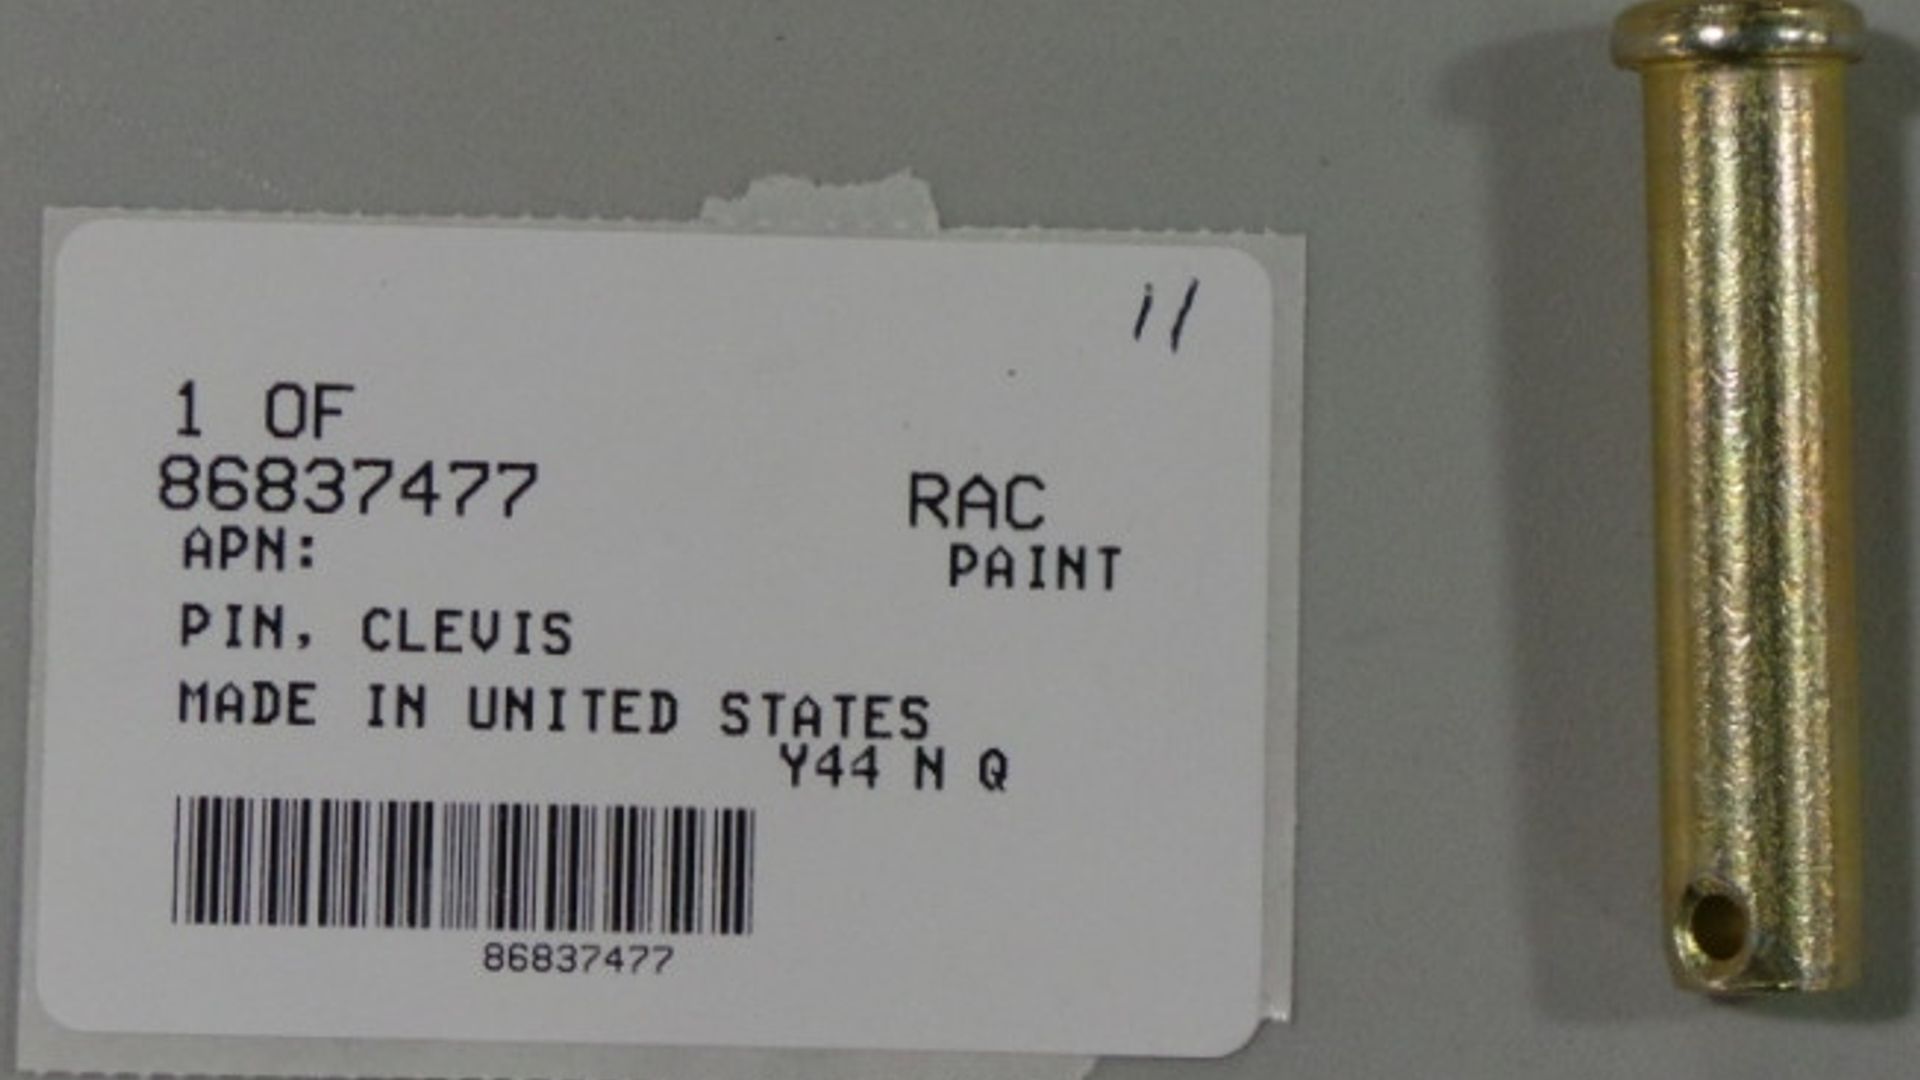 11
1 OF
86837477 RAC
APN: PAINT
PIN, CLEVIS
MADE IN UNITED STATES
Y44 N Q
86837477